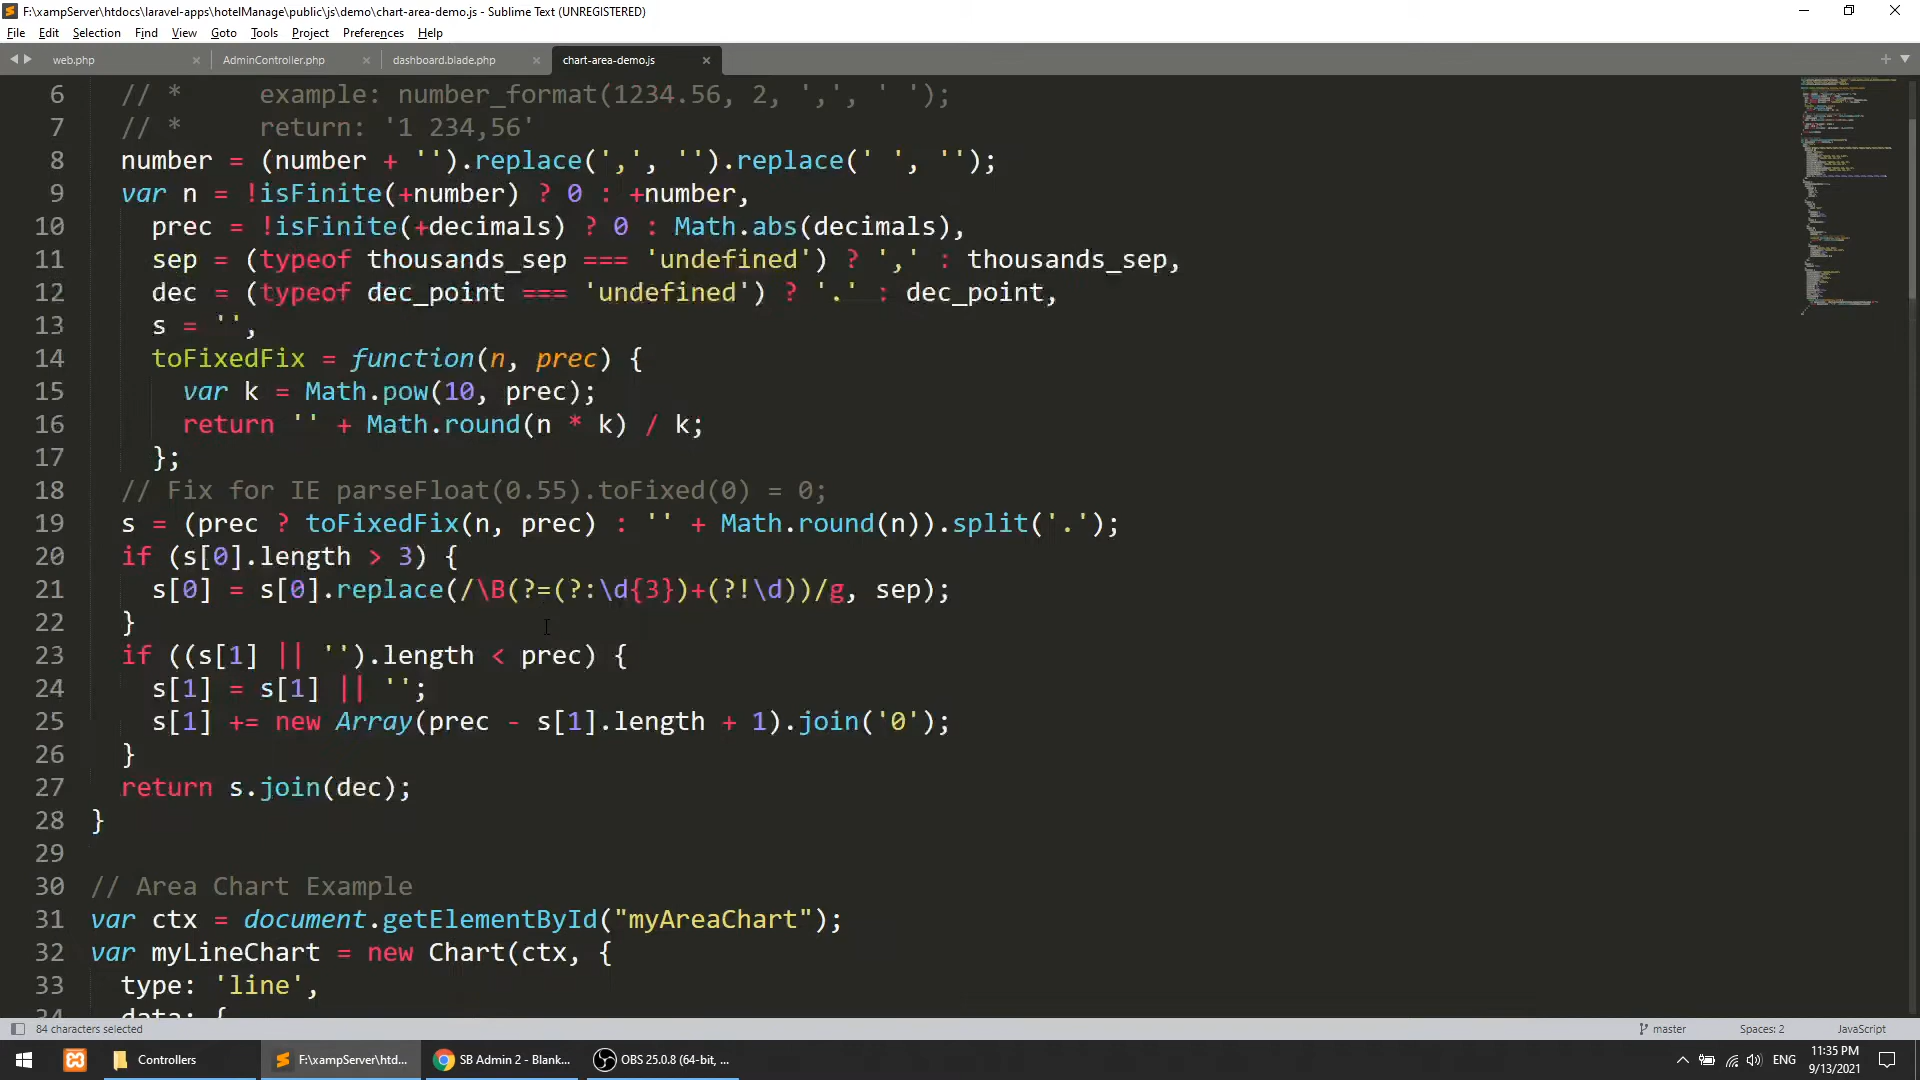 F:\xampServer\htdocs\laravel-apps\hotelManage\public\js\demo\chart-area-demo.js - Sublime Text (UNREGISTERED)
File Edit Selection Find View Goto Tools Project Preferences Help
web.php AdminController.php dashboard.blade.php chart-area-demo.js
6 // *     example: number_format(1234.56, 2, ',', ' ');
7 // *     return: '1 234,56'
8 number = (number + '').replace(',', '').replace(' ', '');
9 var n = !isFinite(+number) ? 0 : +number,
10 prec = !isFinite(+decimals) ? 0 : Math.abs(decimals),
11 sep = (typeof thousands_sep === 'undefined') ? ',' : thousands_sep,
12 dec = (typeof dec_point === 'undefined') ? '.' : dec_point,
13 s = '',
14 toFixedFix = function(n, prec) {
15 var k = Math.pow(10, prec);
16 return '' + Math.round(n * k) / k;
17 };
18 // Fix for IE parseFloat(0.55).toFixed(0) = 0;
19 s = (prec ? toFixedFix(n, prec) : '' + Math.round(n)).split('.');
20 if (s[0].length > 3) {
21 s[0] = s[0].replace(/\B(?=(?:\d{3})+(?!\d))/g, sep);
22 }
23 if ((s[1] || '').length < prec) {
24 s[1] = s[1] || '';
25 s[1] += new Array(prec - s[1].length + 1).join('0');
26 }
27 return s.join(dec);
28 }
29
30 // Area Chart Example
31 var ctx = document.getElementById("myAreaChart");
32 var myLineChart = new Chart(ctx, {
33 type: 'line',
34 data: {
84 characters selected master Spaces: 2 JavaScript
Controllers F:\xampServer\htd... SB Admin 2 - Blank... OBS 25.0.8 (64-bit, ... ENG 11:35 PM
9/13/2021